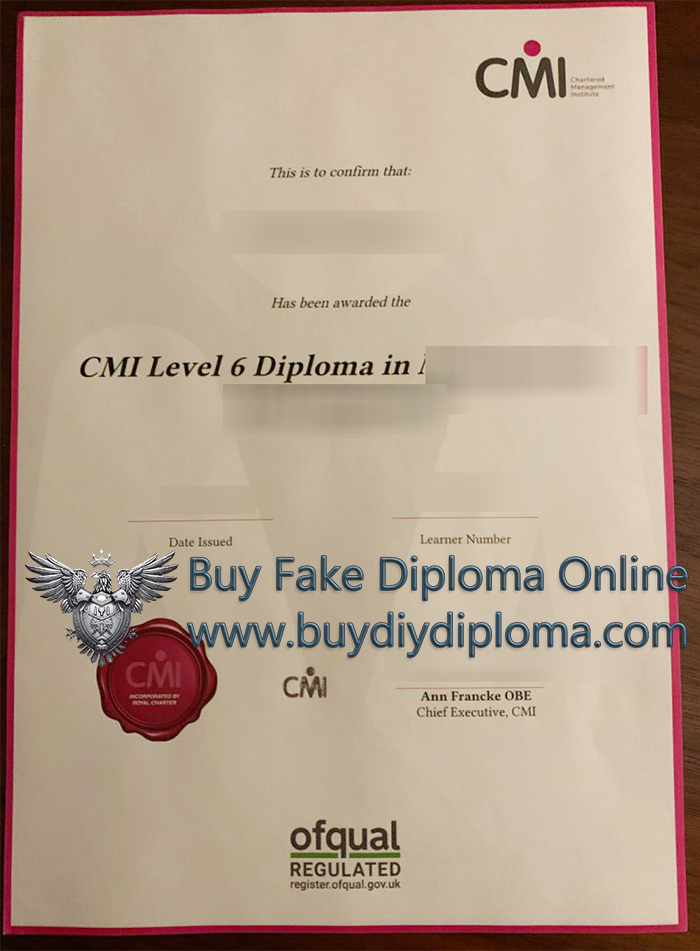 CMI
Chartered
Management
Institute
This is to confirm that:
Has been awarded the
CMI Level 6 Diploma in
Date Issued
Learner Number
Buy Fake Diploma Online
www.buydiydiploma.com
CMI
INCORPORATED BY
ROYAL CHARTER
CMI
Ann Francke OBE
Chief Executive, CMI
ofqual
REGULATED
register.ofqual.gov.uk